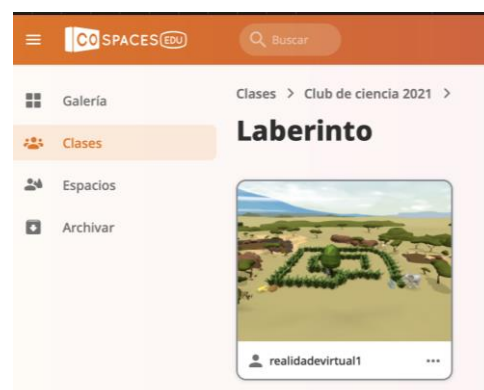 CO SPACES EDU
Buscar
Galería
Clases
Espacios
Archivar
Clases > Club de ciencia 2021 >
Laberinto
realidadevirtual1